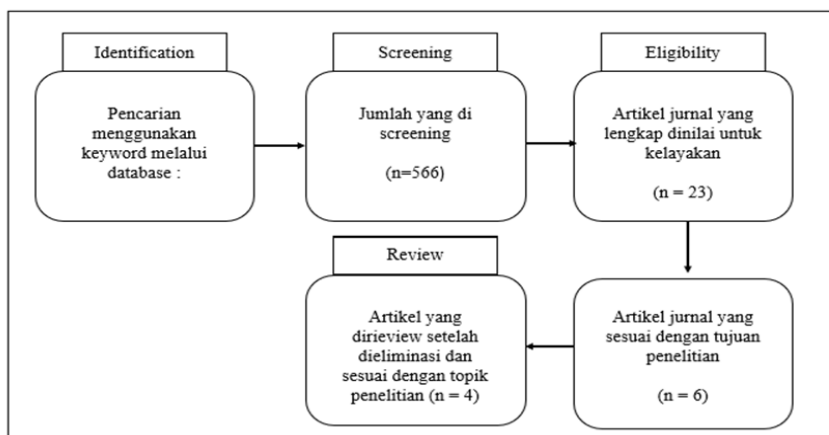 Identification
Pencarian
menggunakan
keyword melalui
database :
Screening
Jumlah yang di
screening
(n=566)
Eligibility
Artikel jurnal yang
lengkap dinilai untuk
kelayakan
(n = 23)
Artikel jurnal yang
sesuai dengan tujuan
penelitian
(n = 6)
Review
Artikel yang
dirieview setelah
dieliminasi dan
sesuai dengan topik
penelitian (n = 4)